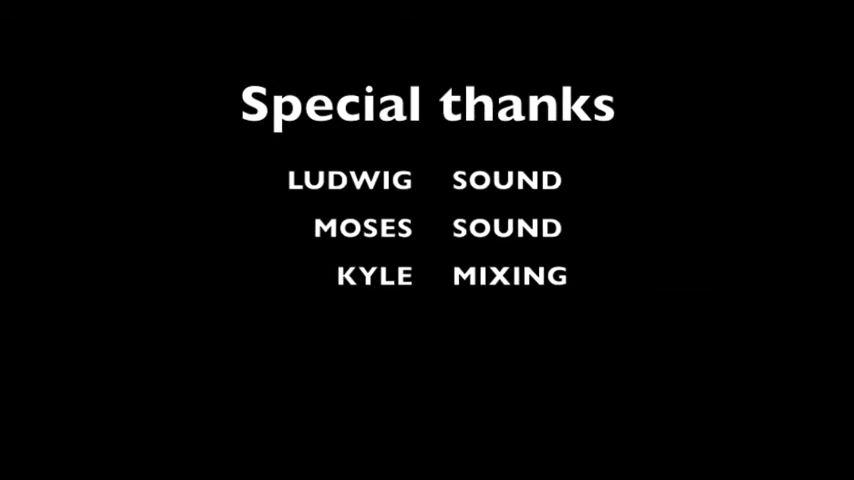 Special thanks
LUDWIG SOUND
MOSES SOUND
KYLE MIXING